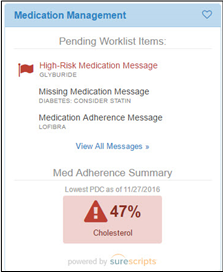 Medication Management
Pending Worklist Items:
High-Risk Medication Message
GLYBURIDE
Missing Medication Message
DIABETES: CONSIDER STATIN
Medication Adherence Message
LOFIBRA
View All Messages »
Med Adherence Summary
Lowest PDC as of 11/27/2016
47%
Cholesterol
powered by surescripts